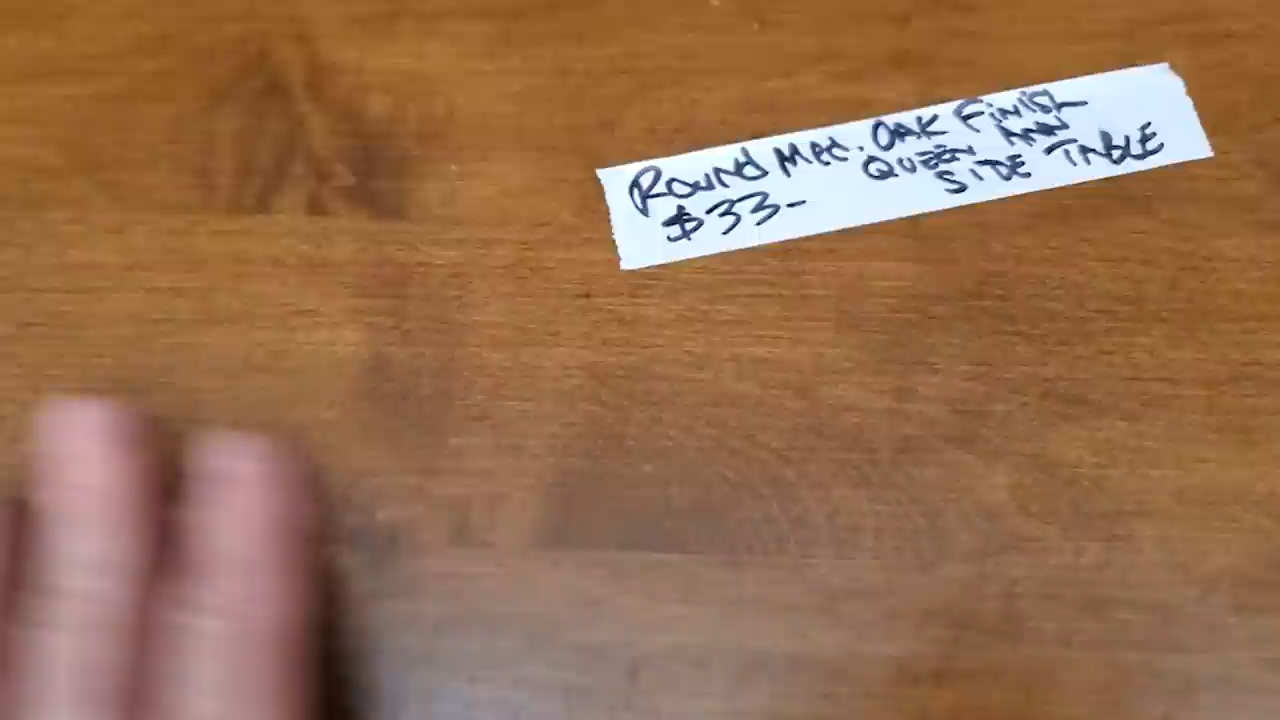 Round Med. OAK Finish
QUEEN ANN
SIDE TABLE
$33-